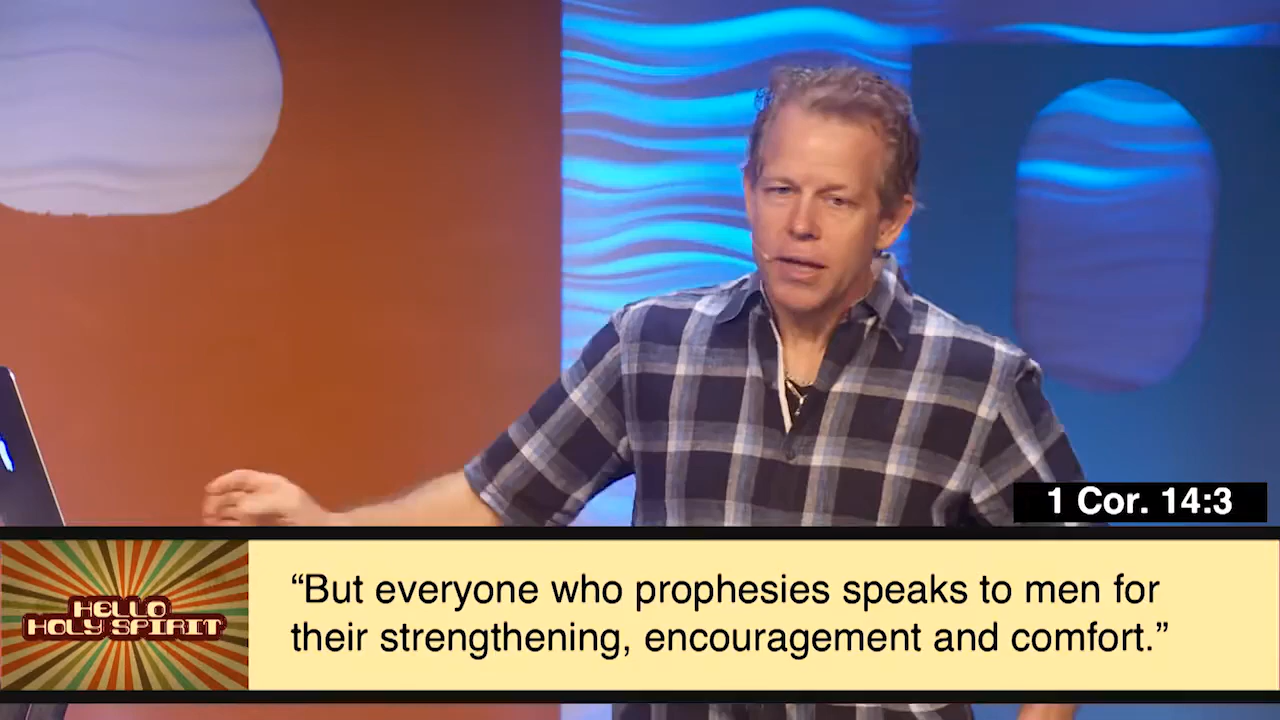 1 Cor. 14:3
HELLO
HOLY SPIRIT
“But everyone who prophesies speaks to men for
their strengthening, encouragement and comfort.”